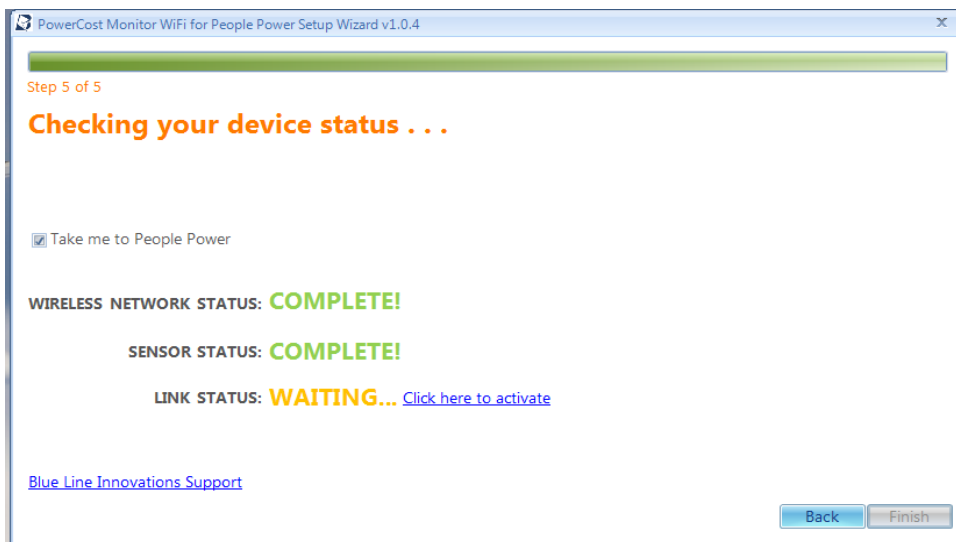 PowerCost Monitor WiFi for People Power Setup Wizard v1.0.4
x
Step 5 of 5
Checking your device status . . .
Take me to People Power
WIRELESS NETWORK STATUS: COMPLETE!
SENSOR STATUS: COMPLETE!
LINK STATUS: WAITING... Click here to activate
Blue Line Innovations Support
Back Finish